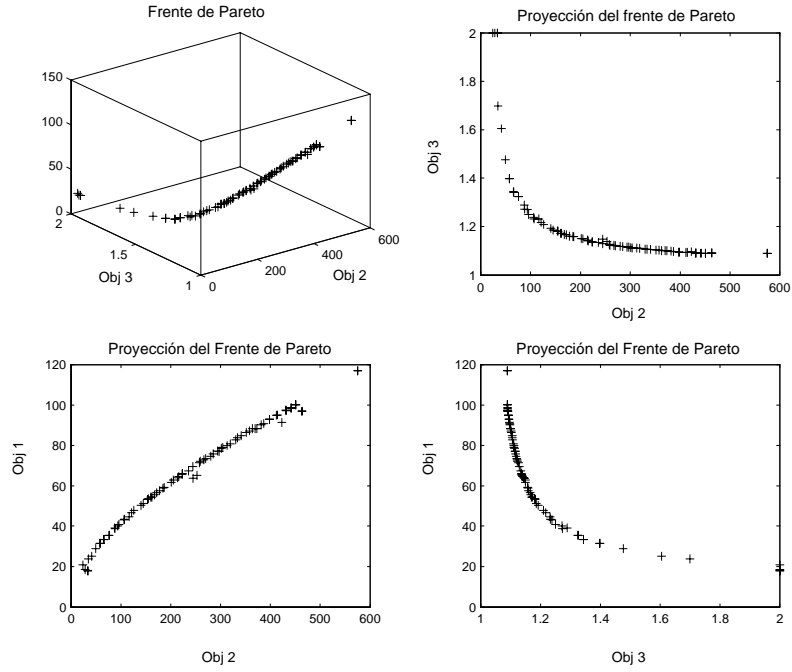 Frente de Pareto
150
100
50
0
2
1.5
1
Obj 3
0
200
400
600
Obj 2
Proyección del frente de Pareto
2
1.8
1.6
1.4
1.2
1
Obj 3
0 100 200 300 400 500 600
Obj 2
Proyección del Frente de Pareto
120
100
80
60
40
20
0
Obj 1
0 100 200 300 400 500 600
Obj 2
Proyección del Frente de Pareto
120
100
80
60
40
20
0
Obj 1
1 1.2 1.4 1.6 1.8 2
Obj 3